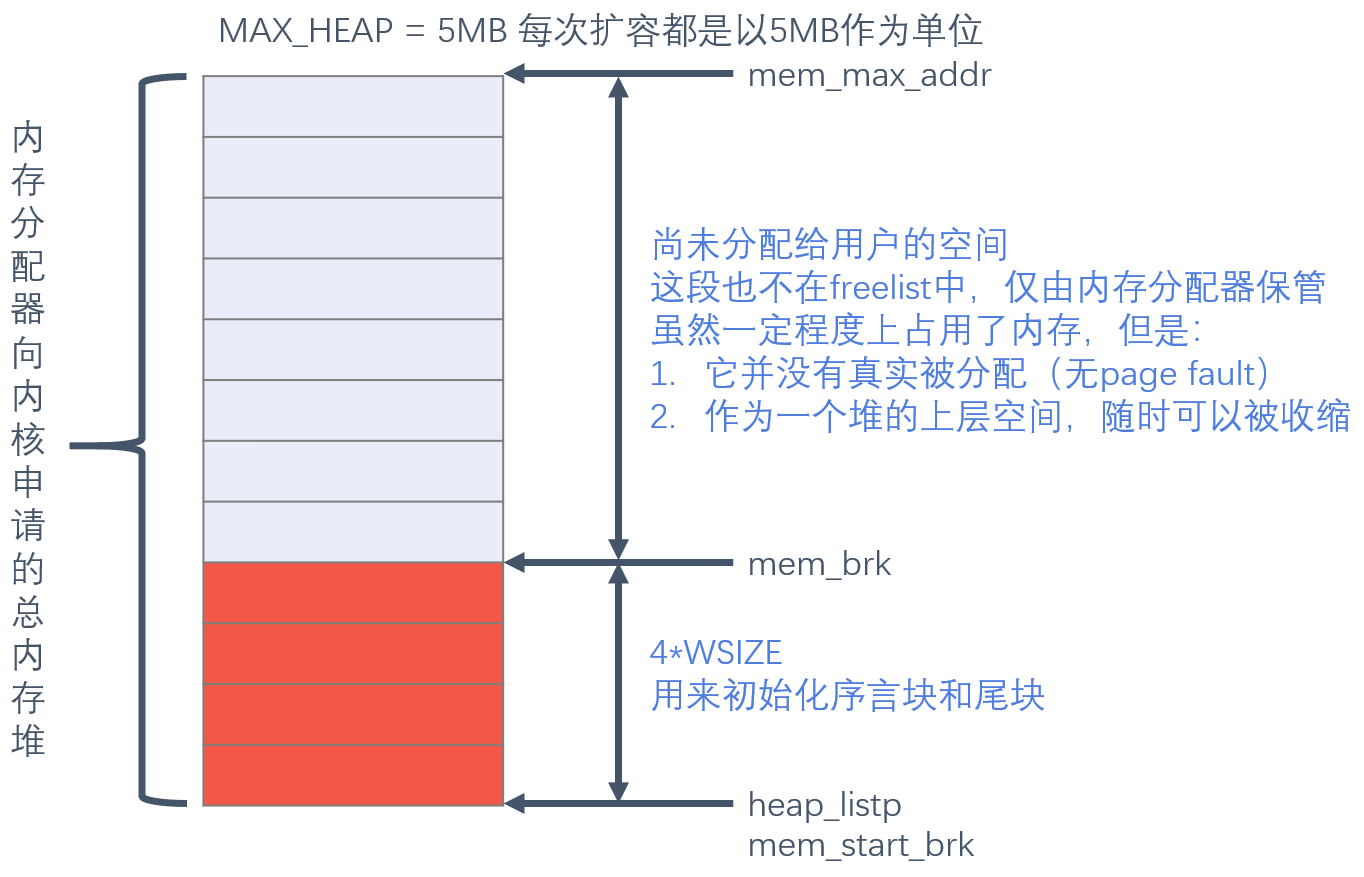 MAX_HEAP = 5MB 每次扩容都是以5MB作为单位
mem_max_addr
内存分配器向内核申请的总内存堆
尚未分配给用户的空间
这段也不在freelist中，仅由内存分配器保管
虽然一定程度上占用了内存，但是：
1. 它并没有真实被分配（无page fault）
2. 作为一个堆的上层空间，随时可以被收缩
mem_brk
4*WSIZE
用来初始化序言块和尾块
heap_listp
mem_start_brk